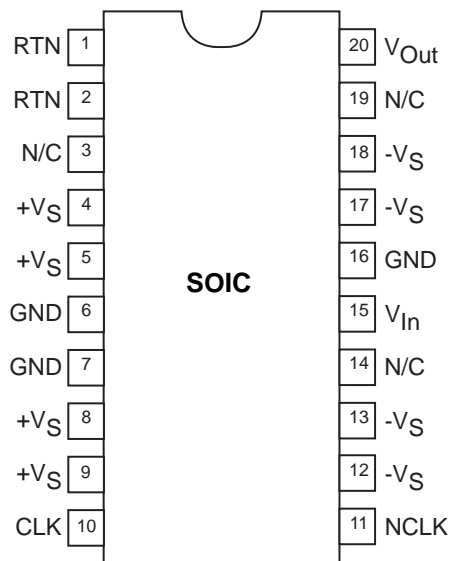 RTN 1 20 VOut
RTN 2 19 N/C
N/C 3 18 -VS
+VS 4 17 -VS
+VS 5 16 GND
SOIC
GND 6 15 VIn
GND 7 14 N/C
+VS 8 13 -VS
+VS 9 12 -VS
CLK 10 11 NCLK